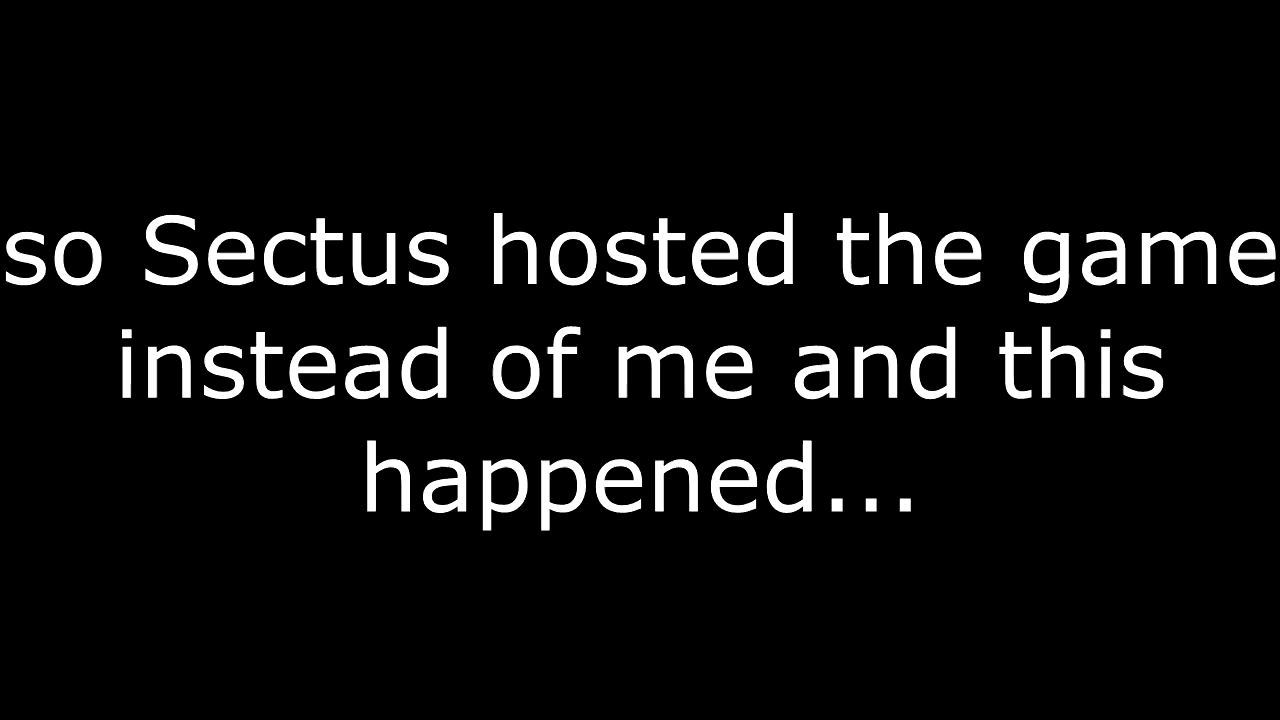 so Sectus hosted the game
instead of me and this
happened...